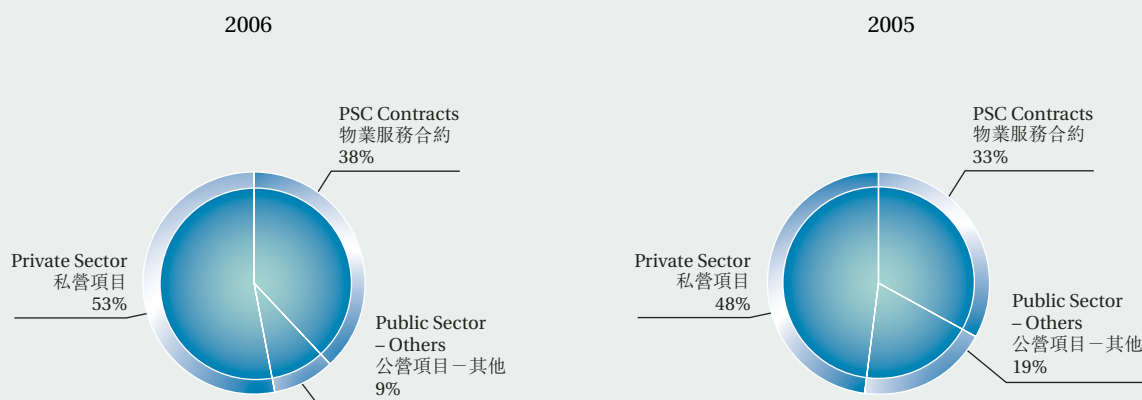 2006
PSC Contracts
物業服務合約
38%
Private Sector
私營項目
53%
Public Sector
– Others
公營項目－其他
9%
2005
PSC Contracts
物業服務合約
33%
Private Sector
私營項目
48%
Public Sector
– Others
公營項目－其他
19%